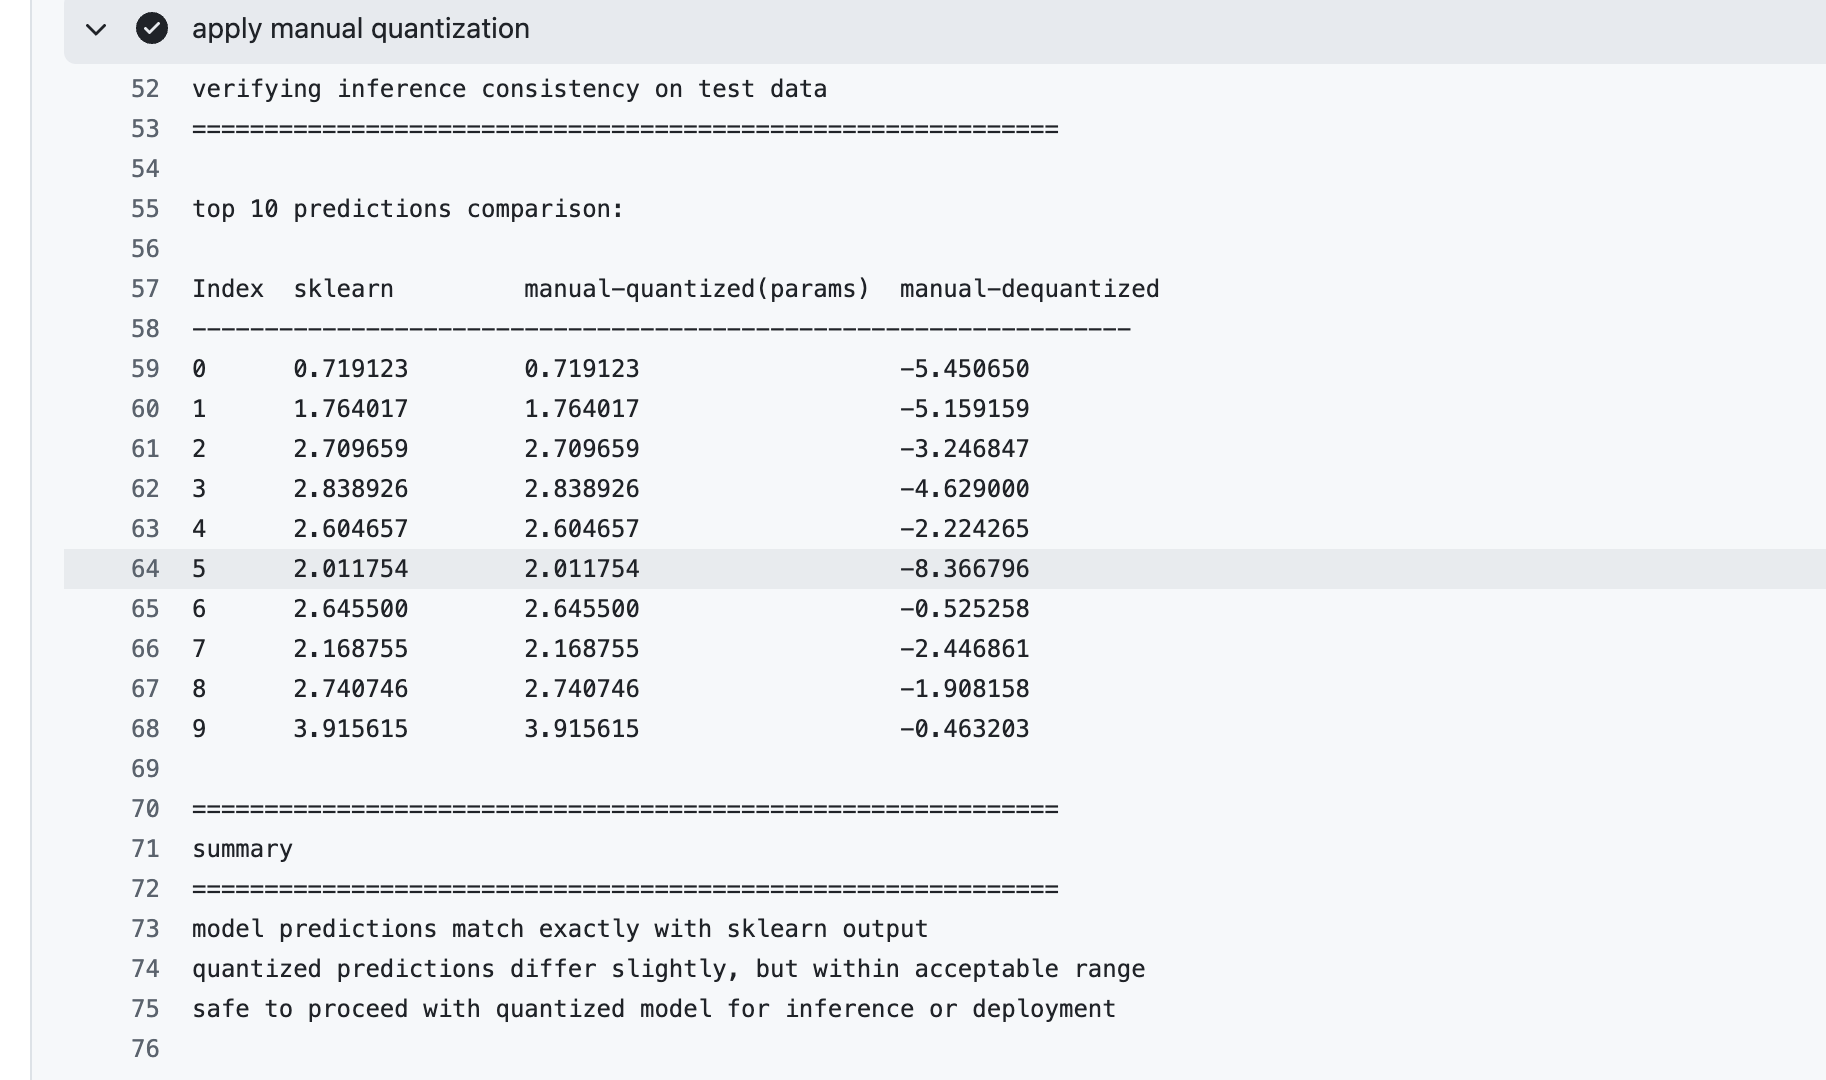 apply manual quantization
52 verifying inference consistency on test data
53 ============================================================
54
55 top 10 predictions comparison:
56
57 Index  sklearn         manual-quantized(params)  manual-dequantized
58 -----------------------------------------------------------------
59 0      0.719123        0.719123                  -5.450650
60 1      1.764017        1.764017                  -5.159159
61 2      2.709659        2.709659                  -3.246847
62 3      2.838926        2.838926                  -4.629000
63 4      2.604657        2.604657                  -2.224265
64 5      2.011754        2.011754                  -8.366796
65 6      2.645500        2.645500                  -0.525258
66 7      2.168755        2.168755                  -2.446861
67 8      2.740746        2.740746                  -1.908158
68 9      3.915615        3.915615                  -0.463203
69
70 ============================================================
71 summary
72 ============================================================
73 model predictions match exactly with sklearn output
74 quantized predictions differ slightly, but within acceptable range
75 safe to proceed with quantized model for inference or deployment
76